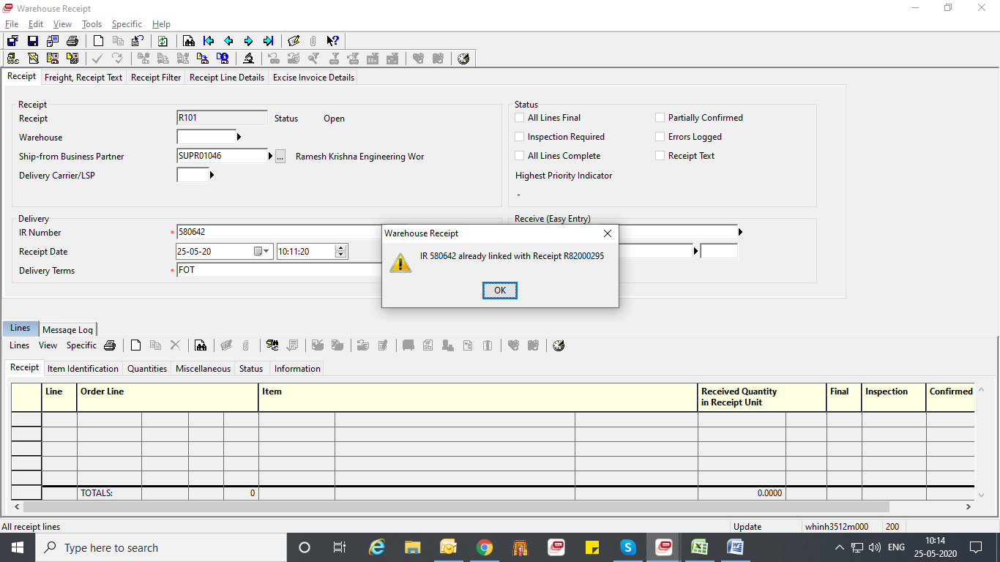 Warehouse Receipt
File Edit View Tools Specific Help
Receipt Freight, Receipt Text Receipt Filter Receipt Line Details Excise Invoice Details
Receipt
Receipt R101 Status Open
Warehouse
Ship-from Business Partner SUPR01046 ... Ramesh Krishna Engineering Wor
Delivery Carrier/LSP
Status
All Lines Final Partially Confirmed
Inspection Required Errors Logged
All Lines Complete Receipt Text
Highest Priority Indicator
-
Delivery
IR Number * 580642
Receipt Date 25-05-20 10:11:20
Delivery Terms * FOT
Receive (Easy Entry)
Warehouse Receipt
IR 580642 already linked with Receipt R82000295
OK
Lines Message Log
Lines View Specific
Receipt Item Identification Quantities Miscellaneous Status Information
Line Order Line Item Received Quantity in Receipt Unit Final Inspection Confirmed
TOTALS: 0 0.0000
All receipt lines Update whinh3512m000 200
Type here to search ENG 10:14
25-05-2020